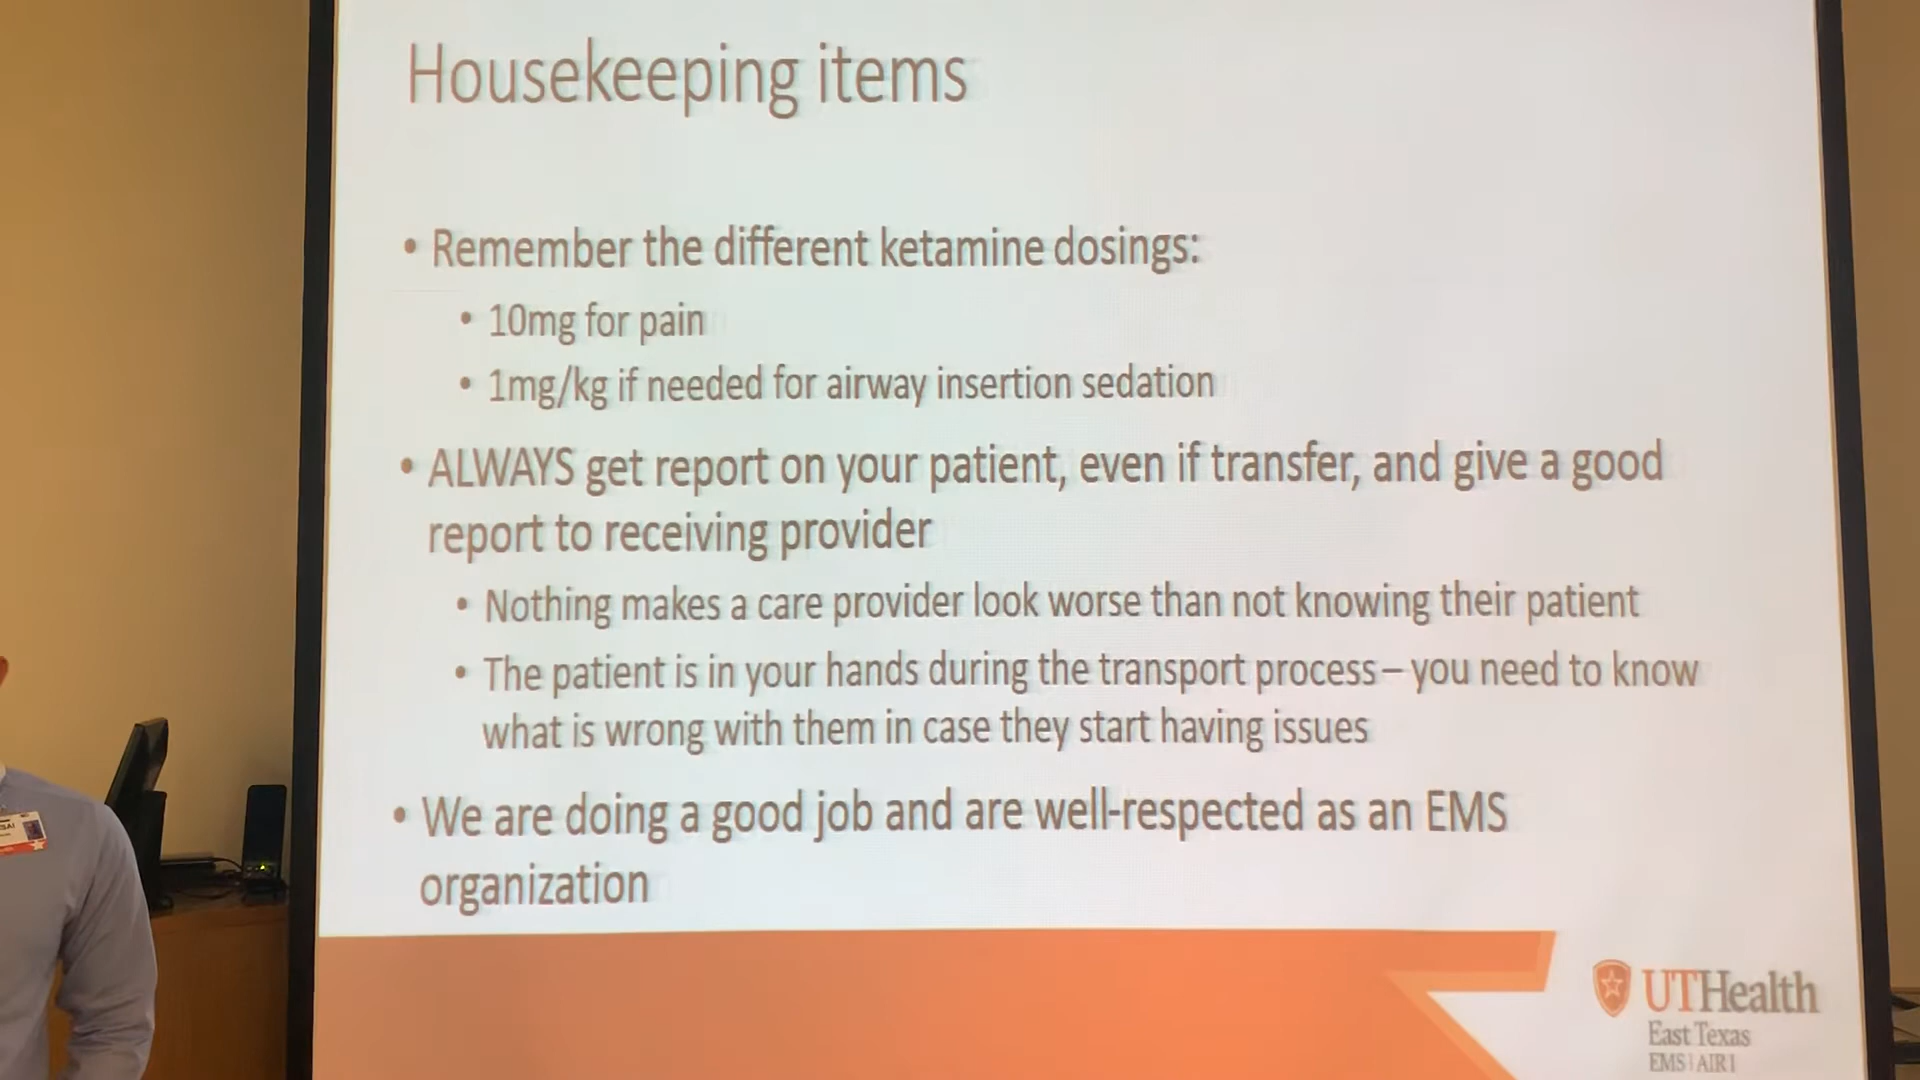 Housekeeping items
• Remember the different ketamine dosings:
• 10mg for pain
• 1mg/kg if needed for airway insertion sedation
• ALWAYS get report on your patient, even if transfer, and give a good
report to receiving provider
• Nothing makes a care provider look worse than not knowing their patient
• The patient is in your hands during the transport process – you need to know
what is wrong with them in case they start having issues
• We are doing a good job and are well-respected as an EMS
organization
UTHealth
East Texas
EMS | AIR 1